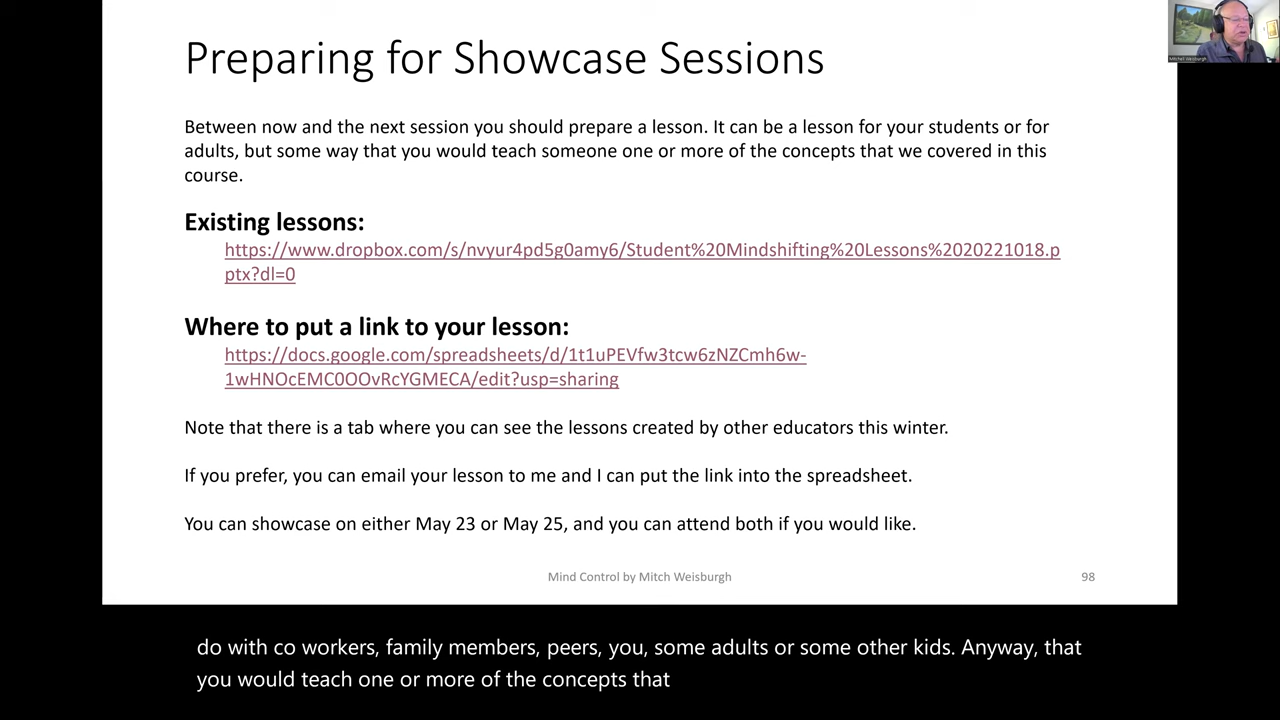 Preparing for Showcase Sessions
Between now and the next session you should prepare a lesson. It can be a lesson for your students or for
adults, but some way that you would teach someone one or more of the concepts that we covered in this
course.
Existing lessons:
https://www.dropbox.com/s/nvyur4pd5g0amy6/Student%20Mindshifting%20Lessons%2020221018.p
ptx?dl=0
Where to put a link to your lesson:
https://docs.google.com/spreadsheets/d/1t1uPEVfw3tcw6zNZCmh6w-
1wHNOcEMC0OOvRcYGMECA/edit?usp=sharing
Note that there is a tab where you can see the lessons created by other educators this winter.
If you prefer, you can email your lesson to me and I can put the link into the spreadsheet.
You can showcase on either May 23 or May 25, and you can attend both if you would like.
Mind Control by Mitch Weisburgh
98
Mitchell Weisburgh
do with co workers, family members, peers, you, some adults or some other kids. Anyway, that
you would teach one or more of the concepts that